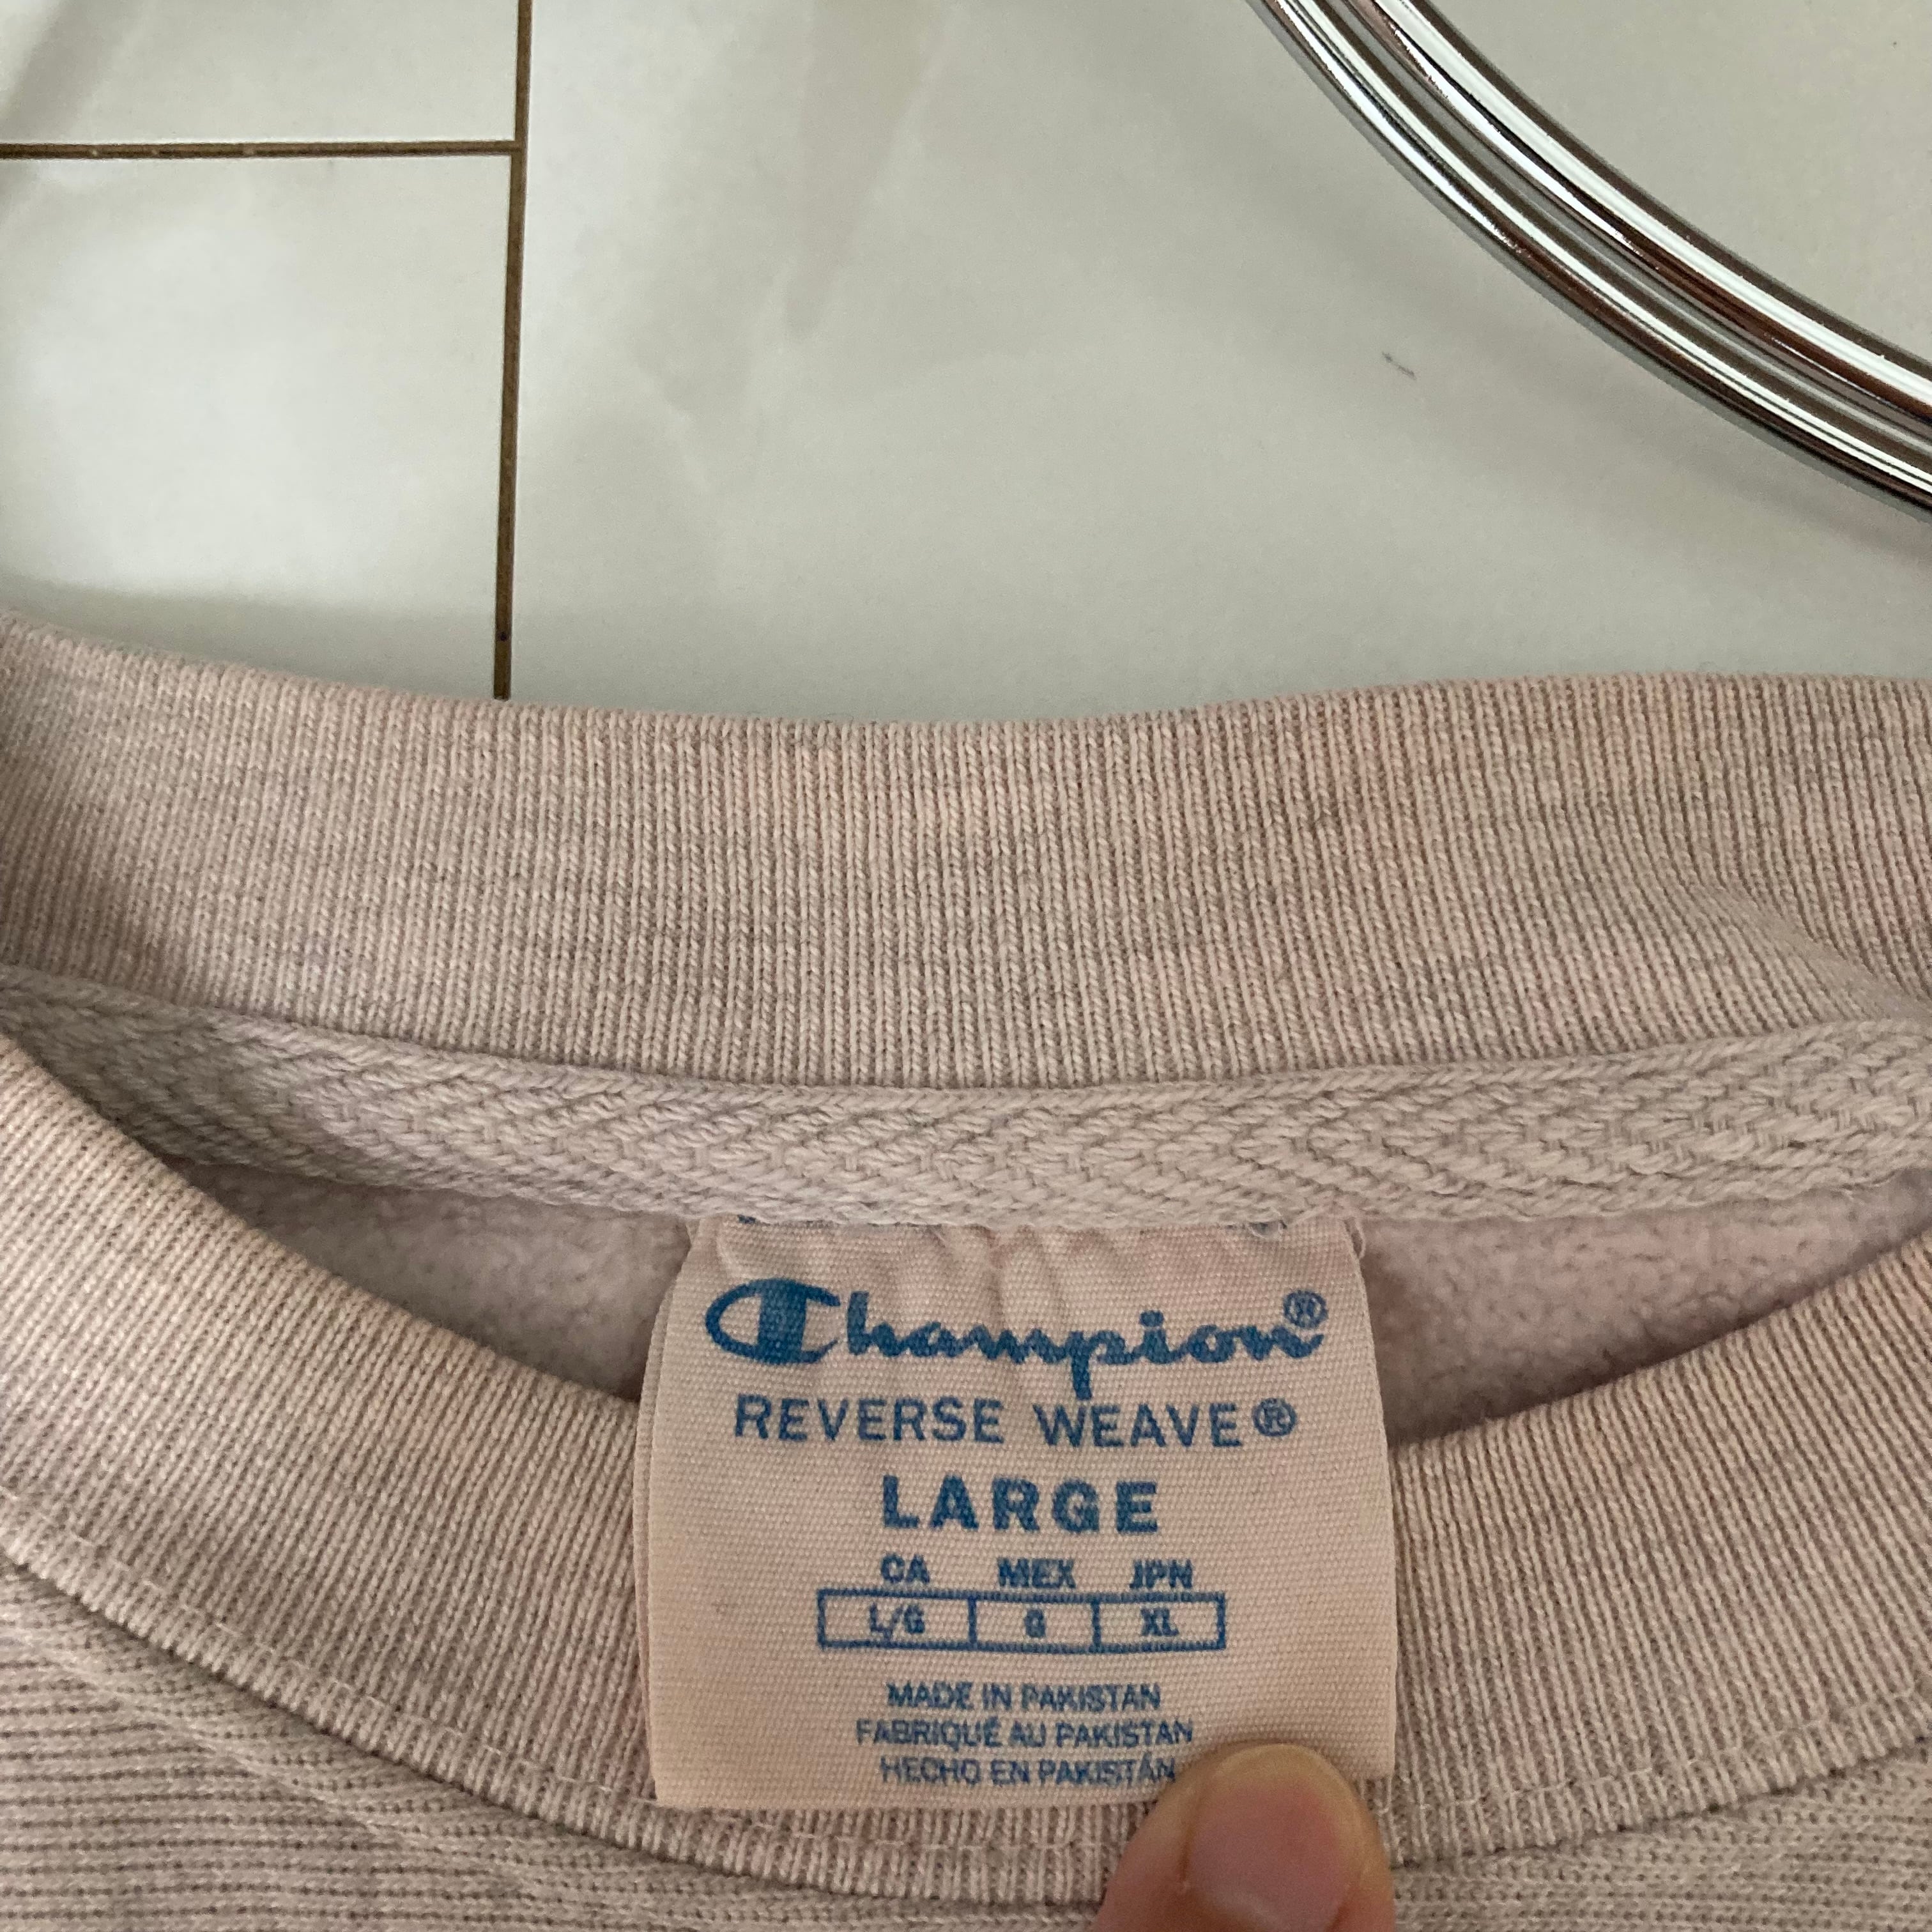 Champion®
REVERSE WEAVE®
LARGE
CA MEX JPN
L/G G XL
MADE IN PAKISTAN
FABRIQUÉ AU PAKISTAN
HECHO EN PAKISTÁN